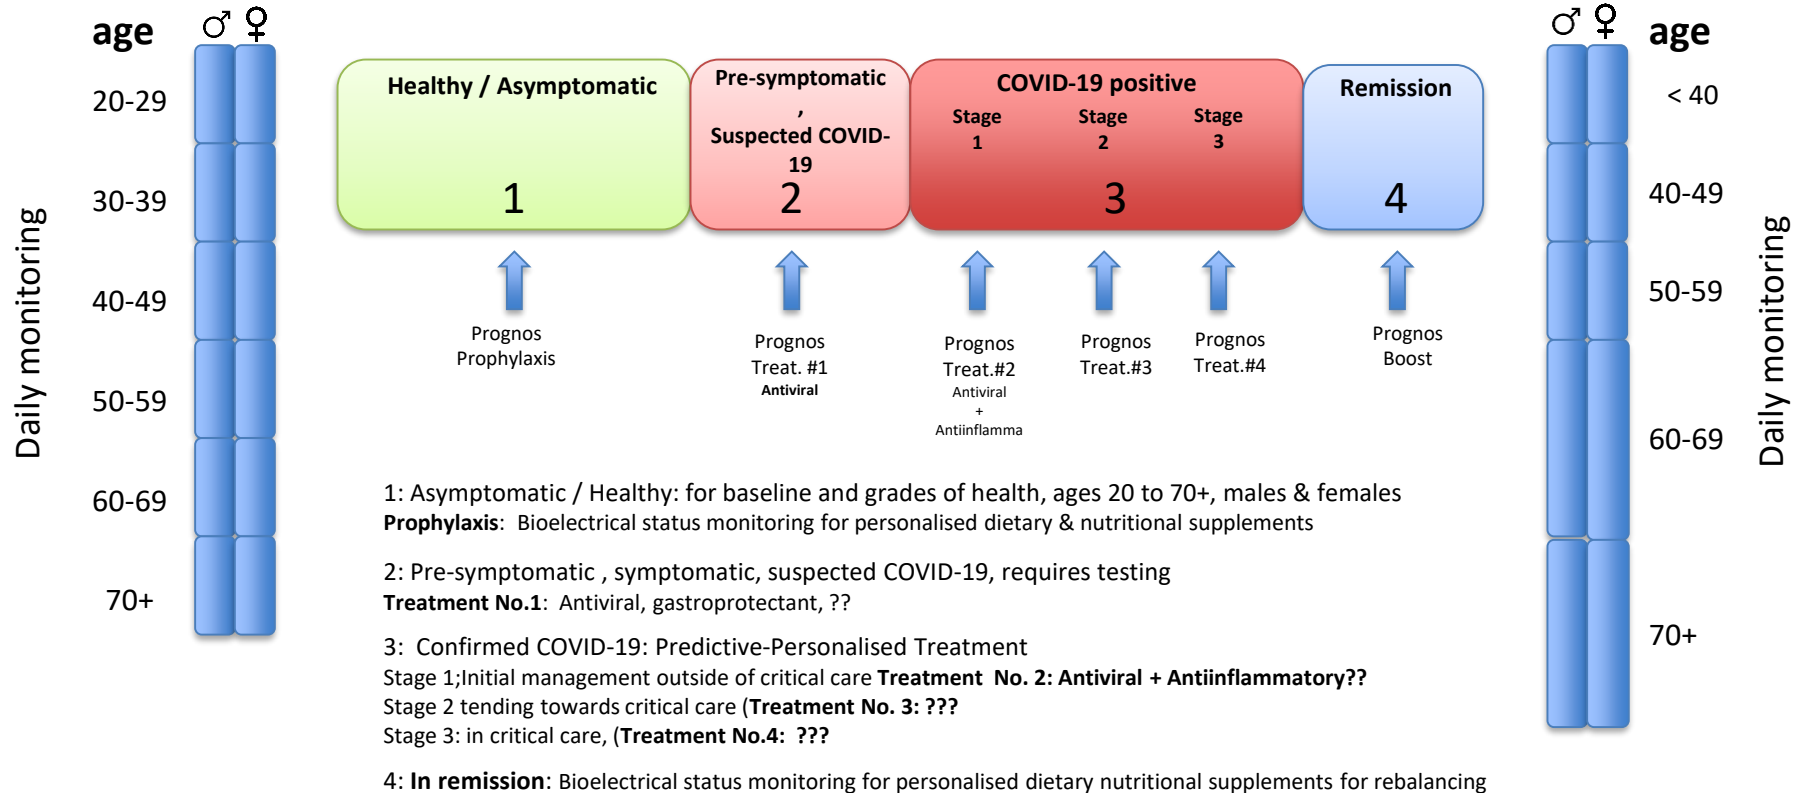 age
♂ ♀
20-29
30-39
40-49
50-59
60-69
70+
Daily monitoring
Healthy / Asymptomatic
1
Pre-symptomatic
,
Suspected COVID-
19
2
COVID-19 positive
Stage
1
Stage
2
Stage
3
3
Remission
4
Prognos
Prophylaxis
Prognos
Treat. #1
Antiviral
Prognos
Treat.#2
Antiviral
+
Antiinflamma
Prognos
Treat.#3
Prognos
Treat.#4
Prognos
Boost
1: Asymptomatic / Healthy: for baseline and grades of health, ages 20 to 70+, males & females
Prophylaxis:  Bioelectrical status monitoring for personalised dietary & nutritional supplements
2: Pre-symptomatic , symptomatic, suspected COVID-19, requires testing
Treatment No.1:  Antiviral, gastroprotectant, ??
3:  Confirmed COVID-19: Predictive-Personalised Treatment
Stage 1;Initial management outside of critical care Treatment  No. 2: Antiviral + Antiinflammatory??
Stage 2 tending towards critical care (Treatment No. 3: ???
Stage 3: in critical care, (Treatment No.4:  ???
4: In remission: Bioelectrical status monitoring for personalised dietary nutritional supplements for rebalancing
♂ ♀
age
< 40
40-49
50-59
60-69
70+
Daily monitoring